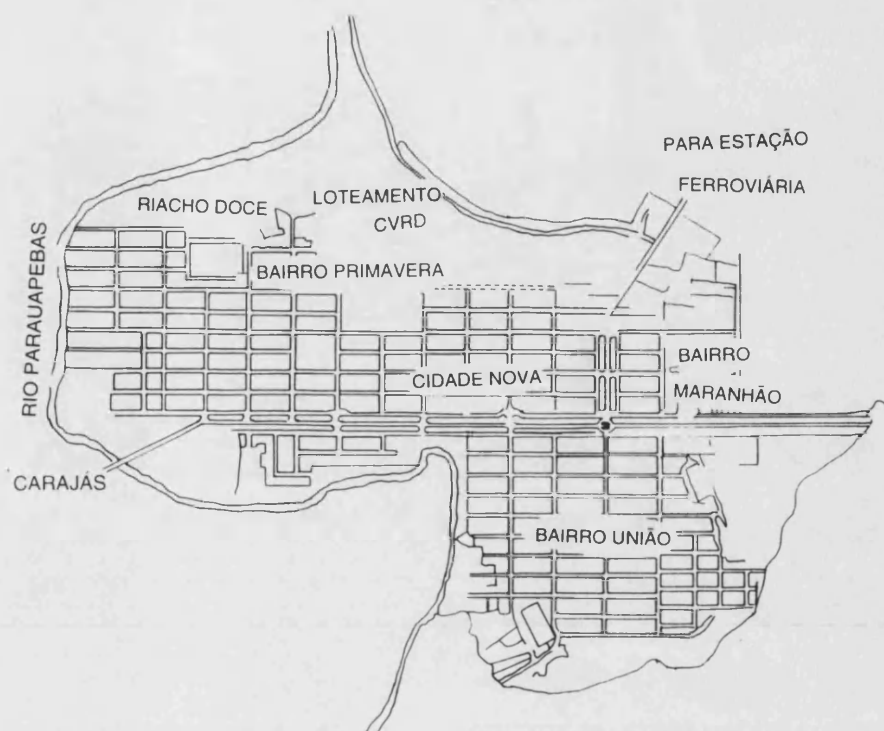 PARA ESTAÇÃO
FERROVIÁRIA
RIACHO DOCE
LOTEAMENTO
CVRD
BAIRRO PRIMAVERA
RIO PARAUAPEBAS
BAIRRO
MARANHÃO
CIDADE NOVA
CARAJÁS
BAIRRO UNIÃO